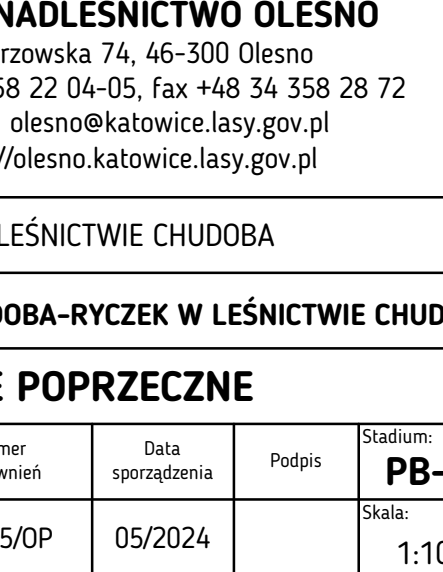 NADLEŚNICTWO OLESNO
rzowska 74, 46-300 Olesno
58 22 04-05, fax +48 34 358 28 72
olesno@katowice.lasy.gov.pl
//olesno.katowice.lasy.gov.pl
LEŚNICTWIE CHUDOBA
DOBA-RYCZEK W LEŚNICTWIE CHUD
E POPRZECZNE
mer
wnień
Data
sporządzenia
Podpis
Stadium:
PB-
5/OP
05/2024
Skala:
1:10